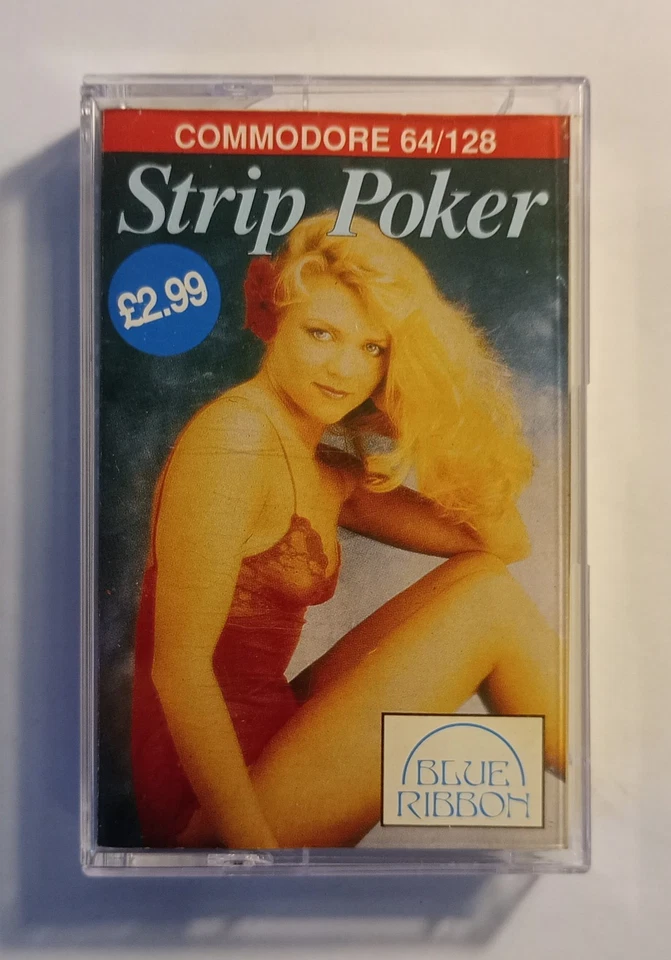 COMMODORE 64/128
Strip Poker
£2.99
BLUE
RIBBON